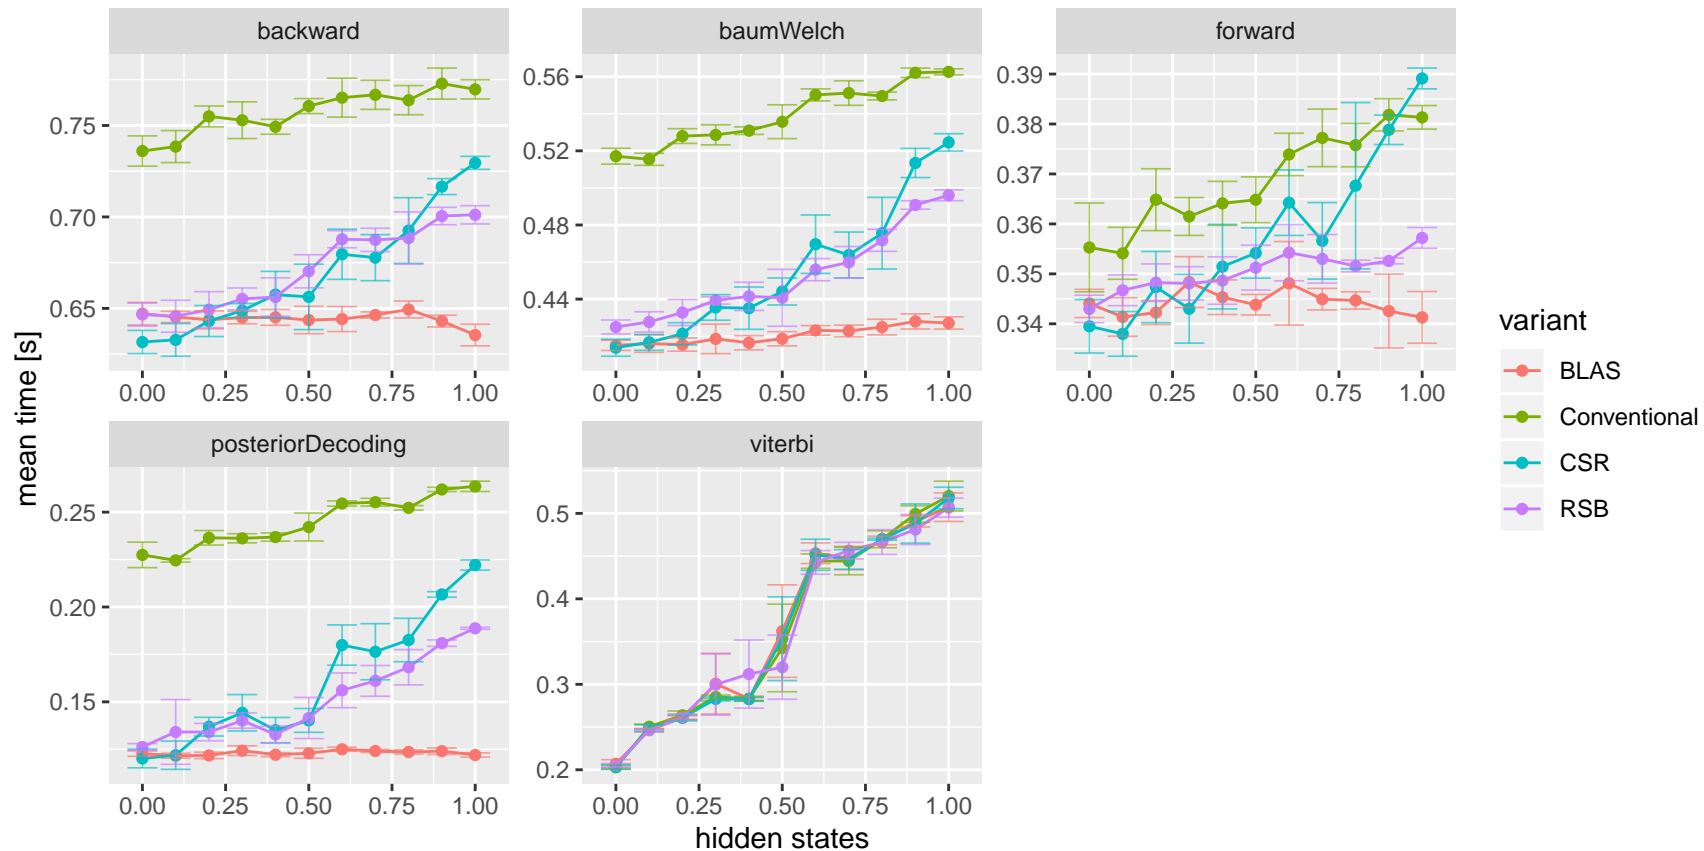 backward
baumWelch
forward
0.75
0.70
0.65
0.56
0.52
0.48
0.44
0.39
0.38
0.37
0.36
0.35
0.34
0.00 0.25 0.50 0.75 1.00
0.00 0.25 0.50 0.75 1.00
0.00 0.25 0.50 0.75 1.00
posteriorDecoding
viterbi
0.25
0.20
0.15
0.5
0.4
0.3
0.2
0.00 0.25 0.50 0.75 1.00
0.00 0.25 0.50 0.75 1.00
mean time [s]
hidden states
variant
BLAS
Conventional
CSR
RSB